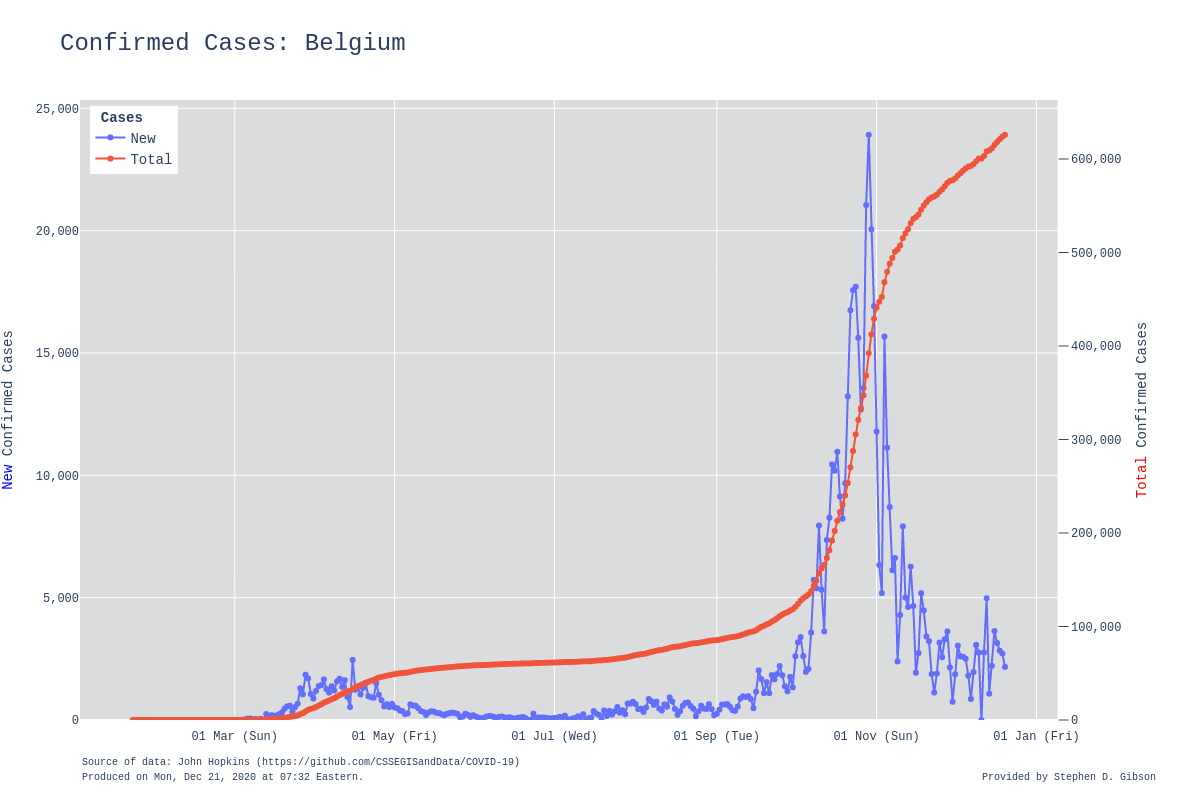 Confirmed Cases: Belgium
Cases
New
Total
25,000
20,000
15,000
10,000
5,000
0
New Confirmed Cases
600,000
500,000
400,000
300,000
200,000
100,000
0
Total Confirmed Cases
01 Mar (Sun) 01 May (Fri) 01 Jul (Wed) 01 Sep (Tue) 01 Nov (Sun) 01 Jan (Fri)
Source of data: John Hopkins (https://github.com/CSSEGISandData/COVID-19)
Produced on Mon, Dec 21, 2020 at 07:32 Eastern.
Provided by Stephen D. Gibson